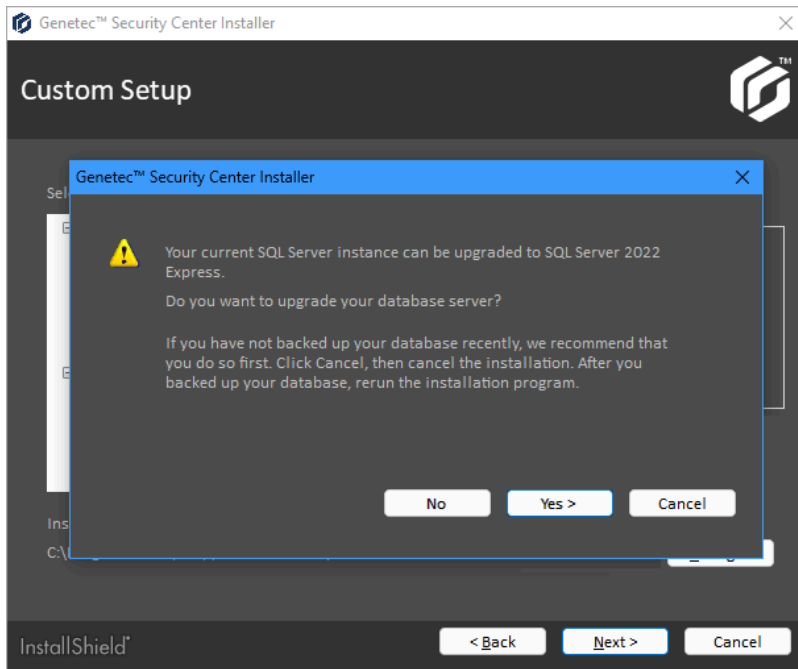 Genetec™ Security Center Installer
Custom Setup
TM
Genetec™ Security Center Installer
Your current SQL Server instance can be upgraded to SQL Server 2022
Express.
Do you want to upgrade your database server?
If you have not backed up your database recently, we recommend that
you do so first. Click Cancel, then cancel the installation. After you
backed up your database, rerun the installation program.
No
Yes >
Cancel
Sel
Ins
C:\
InstallShield®
< Back
Next >
Cancel